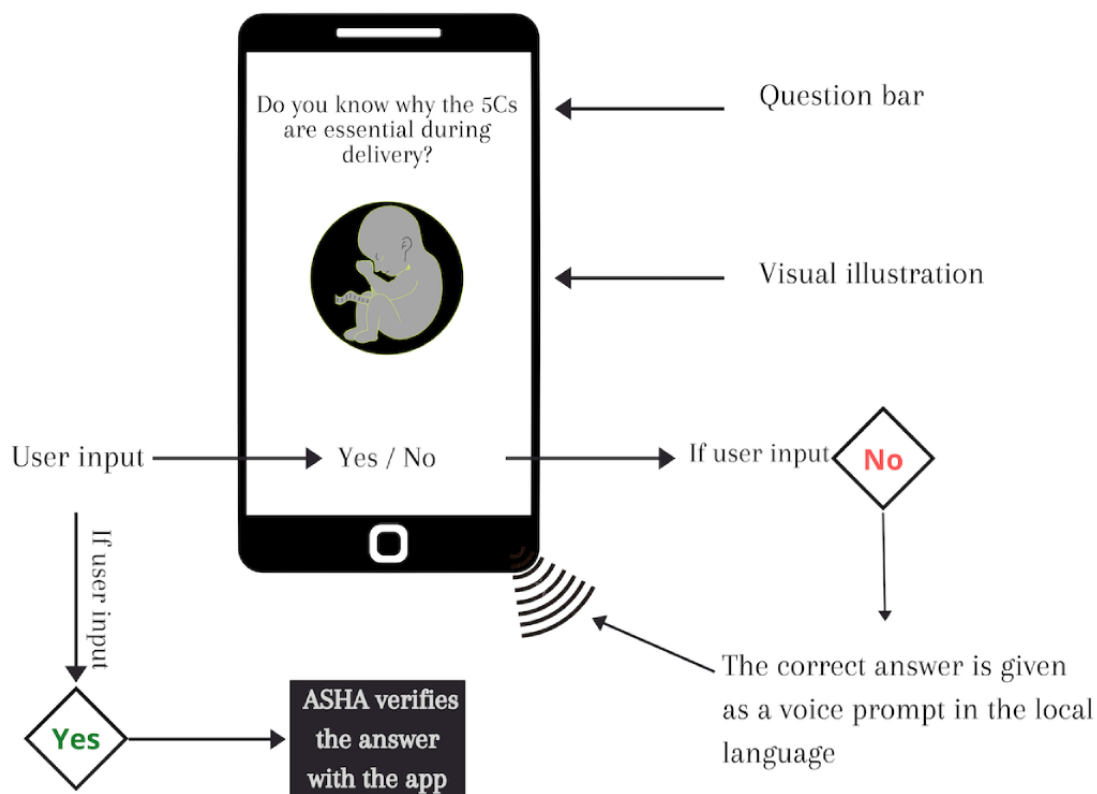 Do you know why the 5Cs
are essential during
delivery?
Question bar
Visual illustration
User input
Yes / No
If user input
No
If user input
The correct answer is given
as a voice prompt in the local
language
Yes
ASHA verifies
the answer
with the app